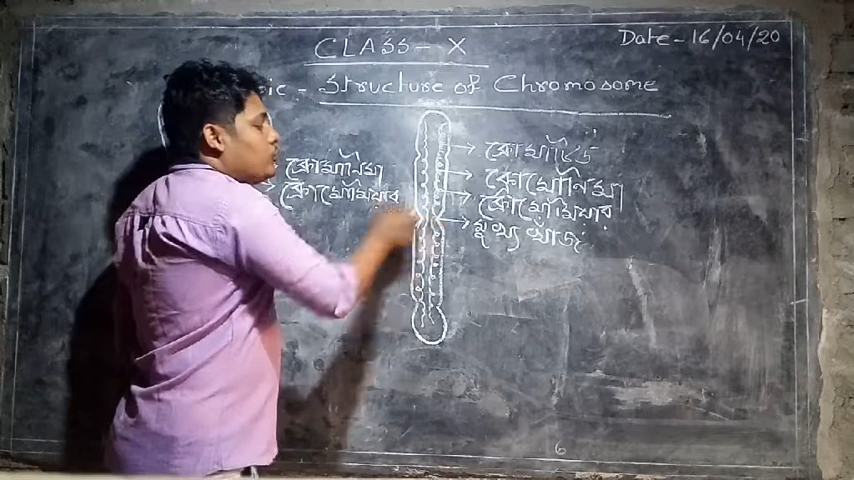 CLASS - X
Date - 16/04/20
Structure of Chromosome
ক্রোমাটিড
ক্রোমোনিমা
ক্রোমোমিয়ার
মুখ্য খাঁজ
ক্রোমোনিমা
ক্রোমোমিয়ার